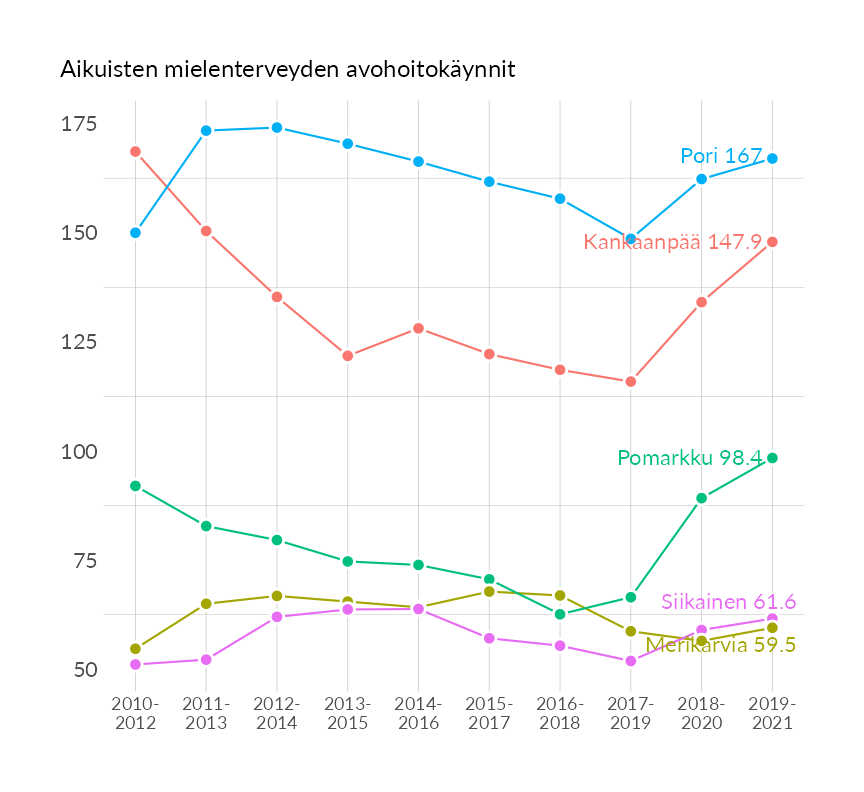 Aikuisten mielenterveyden avohoitokäynnit
175
Pori 167
150
Kankaanpää 147.9
125
100
Pomarkku 98.4
75
Siikainen 61.6
Merikarvia 59.5
50
2010- 2011- 2012- 2013- 2014- 2015- 2016- 2017- 2018- 2019-
2012 2013 2014 2015 2016 2017 2018 2019 2020 2021